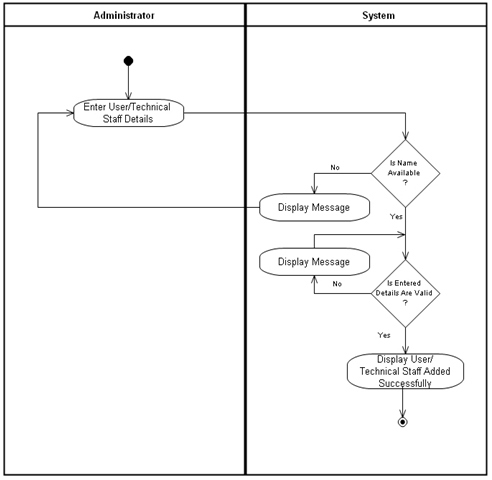 Administrator
System
Enter User/Technical
Staff Details
Is Name
Available
?
No
Display Message
Yes
Display Message
Is Entered
Details Are Valid
?
No
Yes
Display User/
Technical Staff Added
Successfully